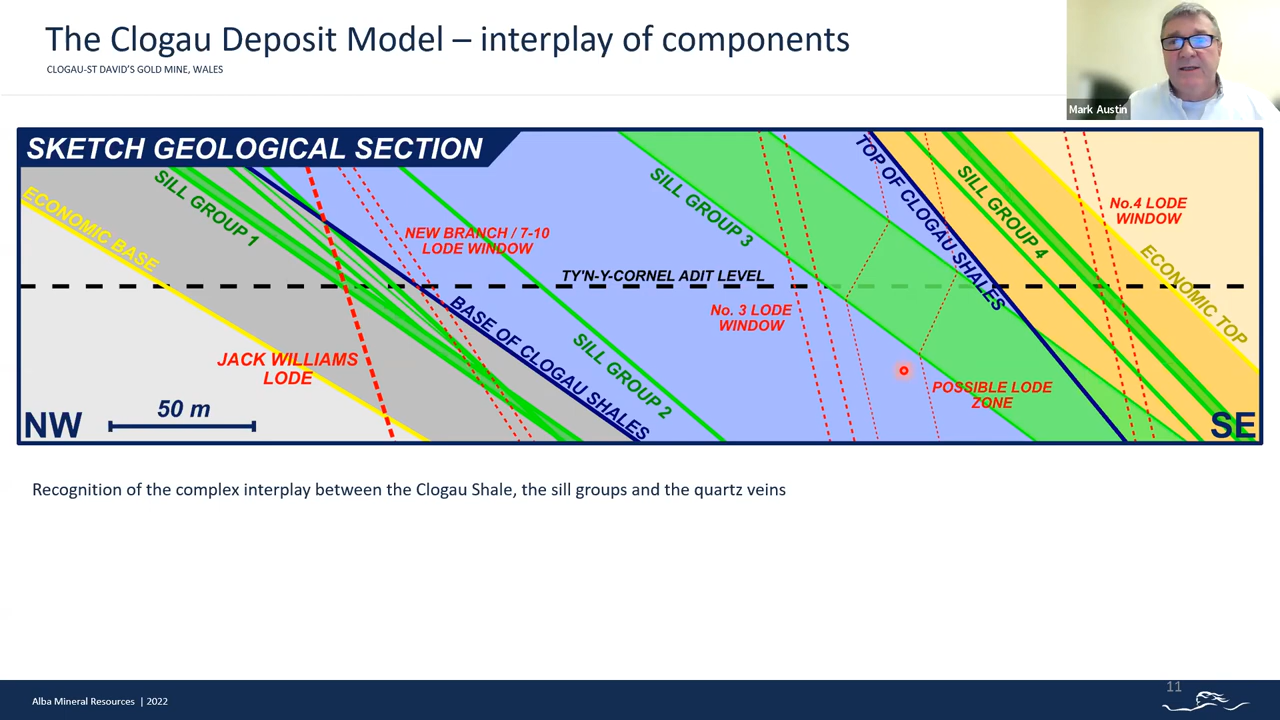 The Clogau Deposit Model – interplay of components
CLOGAU-ST DAVID'S GOLD MINE, WALES
Mark Austin
SKETCH GEOLOGICAL SECTION
ECONOMIC BASE
SILL GROUP 1
NEW BRANCH / 7-10
LODE WINDOW
SILL GROUP 3
TOP OF CLOGAU SHALES
SILL GROUP 4
No.4 LODE
WINDOW
ECONOMIC TOP
TY'N-Y-CORNEL ADIT LEVEL
No. 3 LODE
WINDOW
BASE OF CLOGAU SHALES
SILL GROUP 2
JACK WILLIAMS
LODE
POSSIBLE LODE
ZONE
NW
50 m
SE
Recognition of the complex interplay between the Clogau Shale, the sill groups and the quartz veins
Alba Mineral Resources | 2022
11